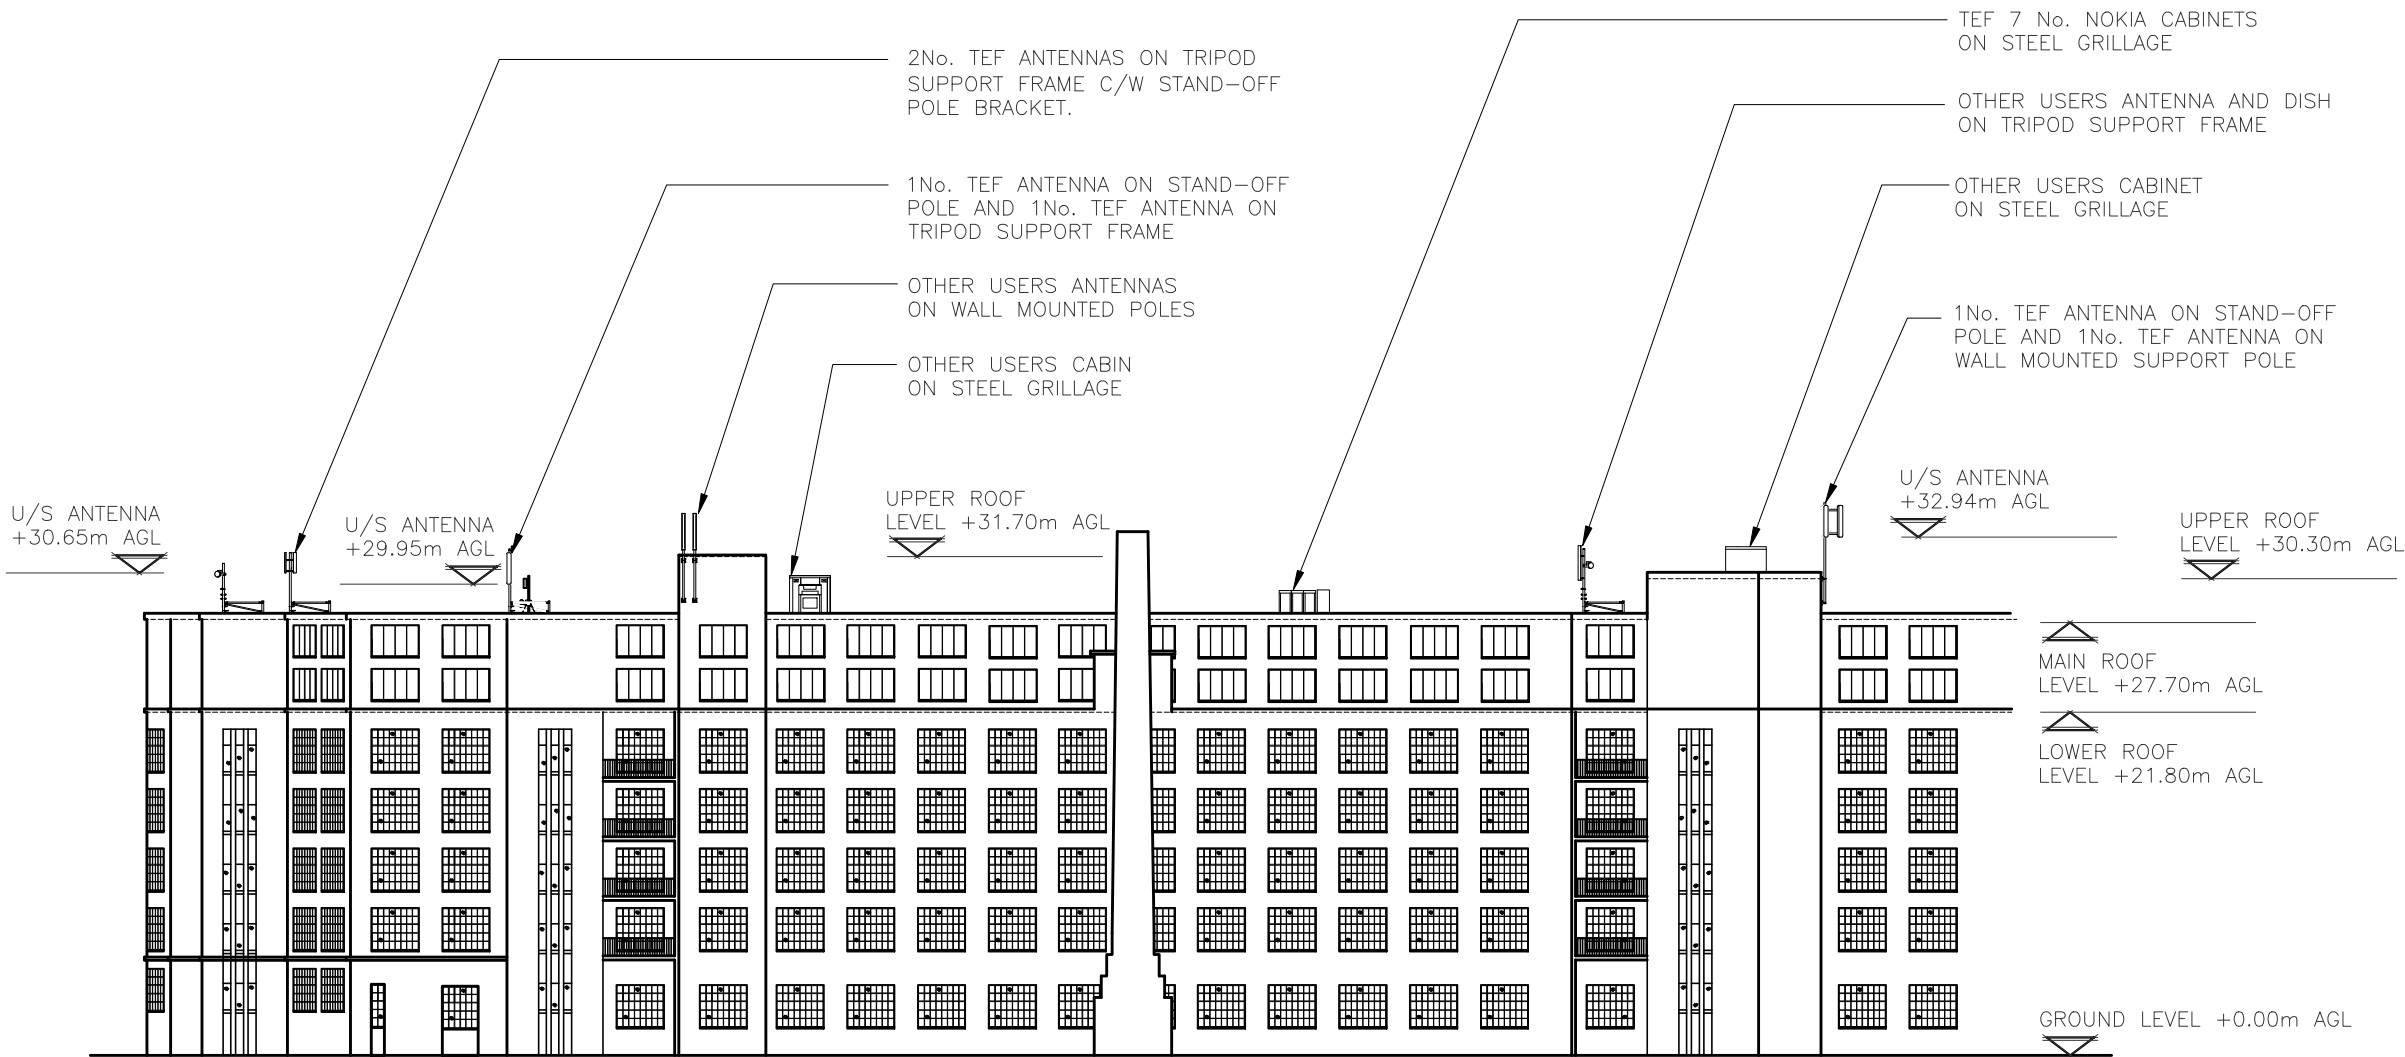 TEF 7 No. NOKIA CABINETS
ON STEEL GRILLAGE
2No. TEF ANTENNAS ON TRIPOD
SUPPORT FRAME C/W STAND-OFF
POLE BRACKET.
OTHER USERS ANTENNA AND DISH
ON TRIPOD SUPPORT FRAME
1No. TEF ANTENNA ON STAND-OFF
POLE AND 1No. TEF ANTENNA ON
TRIPOD SUPPORT FRAME
OTHER USERS CABINET
ON STEEL GRILLAGE
OTHER USERS ANTENNAS
ON WALL MOUNTED POLES
1No. TEF ANTENNA ON STAND-OFF
POLE AND 1No. TEF ANTENNA ON
WALL MOUNTED SUPPORT POLE
OTHER USERS CABIN
ON STEEL GRILLAGE
U/S ANTENNA
+30.65m AGL
U/S ANTENNA
+29.95m AGL
UPPER ROOF
LEVEL +31.70m AGL
U/S ANTENNA
+32.94m AGL
UPPER ROOF
LEVEL +30.30m AGL
MAIN ROOF
LEVEL +27.70m AGL
LOWER ROOF
LEVEL +21.80m AGL
GROUND LEVEL +0.00m AGL